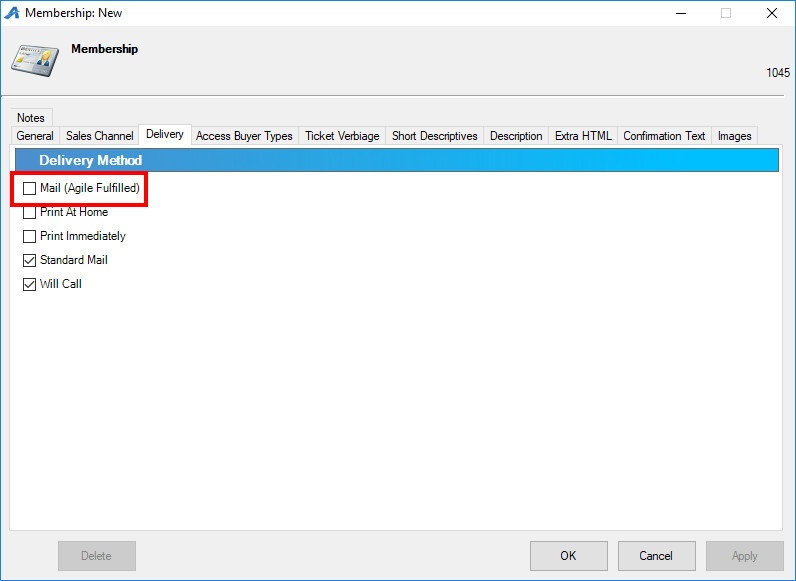 Membership: New
Membership
1045
Notes
General Sales Channel Delivery Access Buyer Types Ticket Verbiage Short Descriptives Description Extra HTML Confirmation Text Images
Delivery Method
Mail (Agile Fulfilled)
Print At Home
Print Immediately
Standard Mail
Will Call
Delete OK Cancel Apply